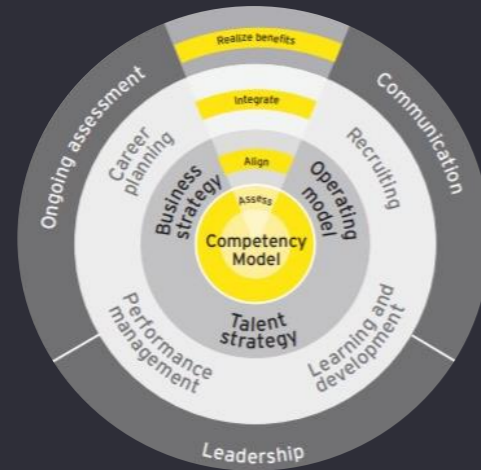 Realize benefits
Integrate
Align
Assess
Competency
Model
Business
strategy
Operating
model
Talent
strategy
Career
planning
Recruiting
Performance
management
Learning and
development
Ongoing assessment
Communication
Leadership